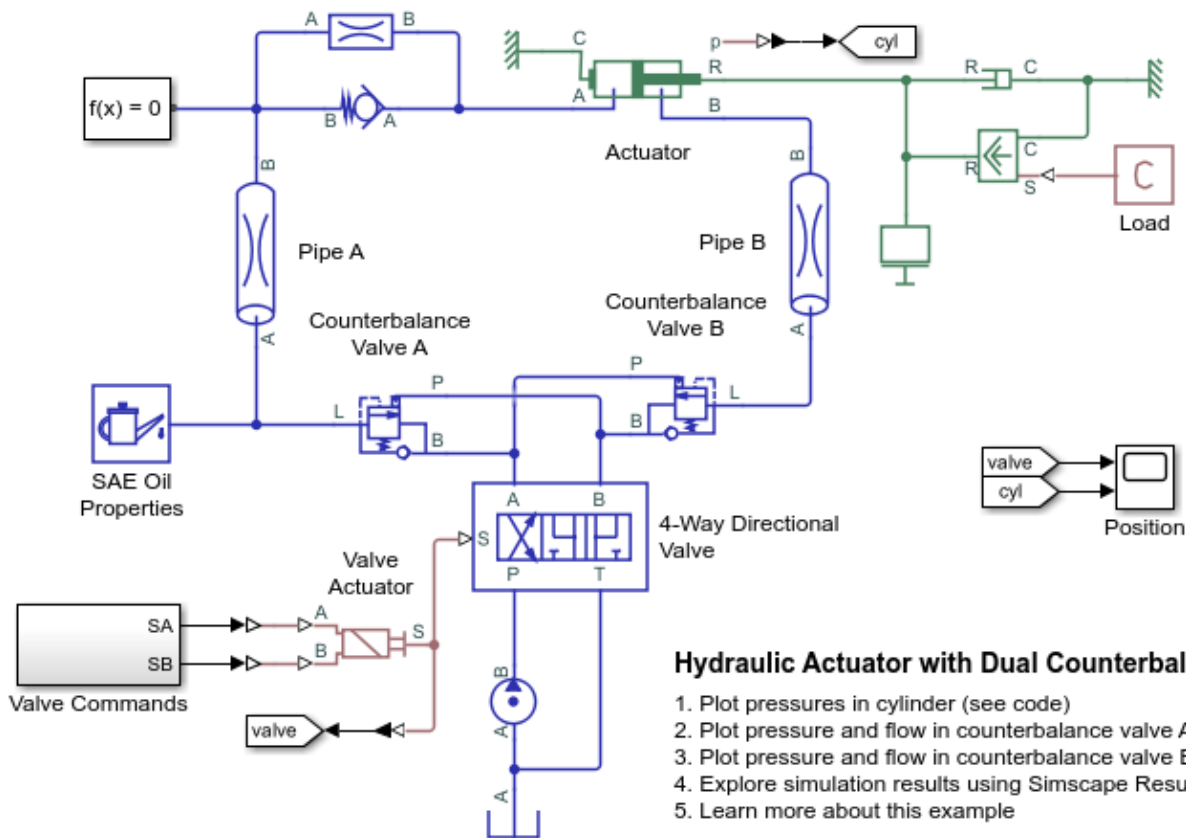 A
B
C
p
cyl
R
R
C
f(x) = 0
B
A
A
B
Actuator
R
C
S
C
Load
B
B
Pipe A
Pipe B
Counterbalance
Valve A
Counterbalance
Valve B
A
A
P
P
L
B
B
L
SAE Oil
Properties
A
B
S
P
T
4-Way Directional
Valve
valve
cyl
Position
Valve
Actuator
SA
SB
A
B
S
Valve Commands
valve
B
A
A
Hydraulic Actuator with Dual Counterbal
1. Plot pressures in cylinder (see code)
2. Plot pressure and flow in counterbalance valve A
3. Plot pressure and flow in counterbalance valve B
4. Explore simulation results using Simscape Resu
5. Learn more about this example